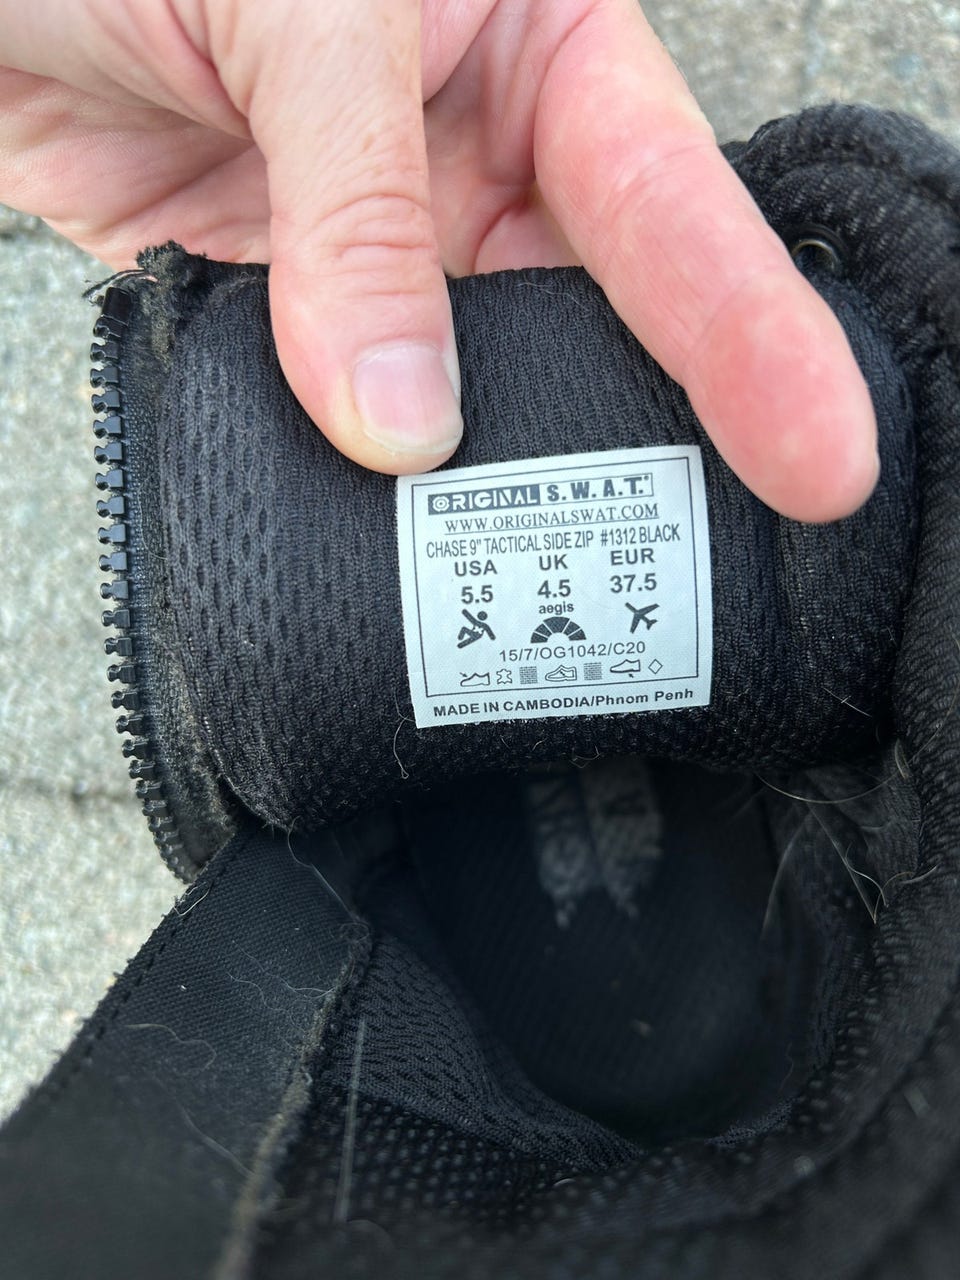 ORIGINAL S.W.A.T.®
WWW.ORIGINALSWAT.COM
CHASE 9" TACTICAL SIDE ZIP #1312 BLACK
USA UK EUR
5.5 4.5 37.5
aegis
15/7/OG1042/C20
MADE IN CAMBODIA/Phnom Penh